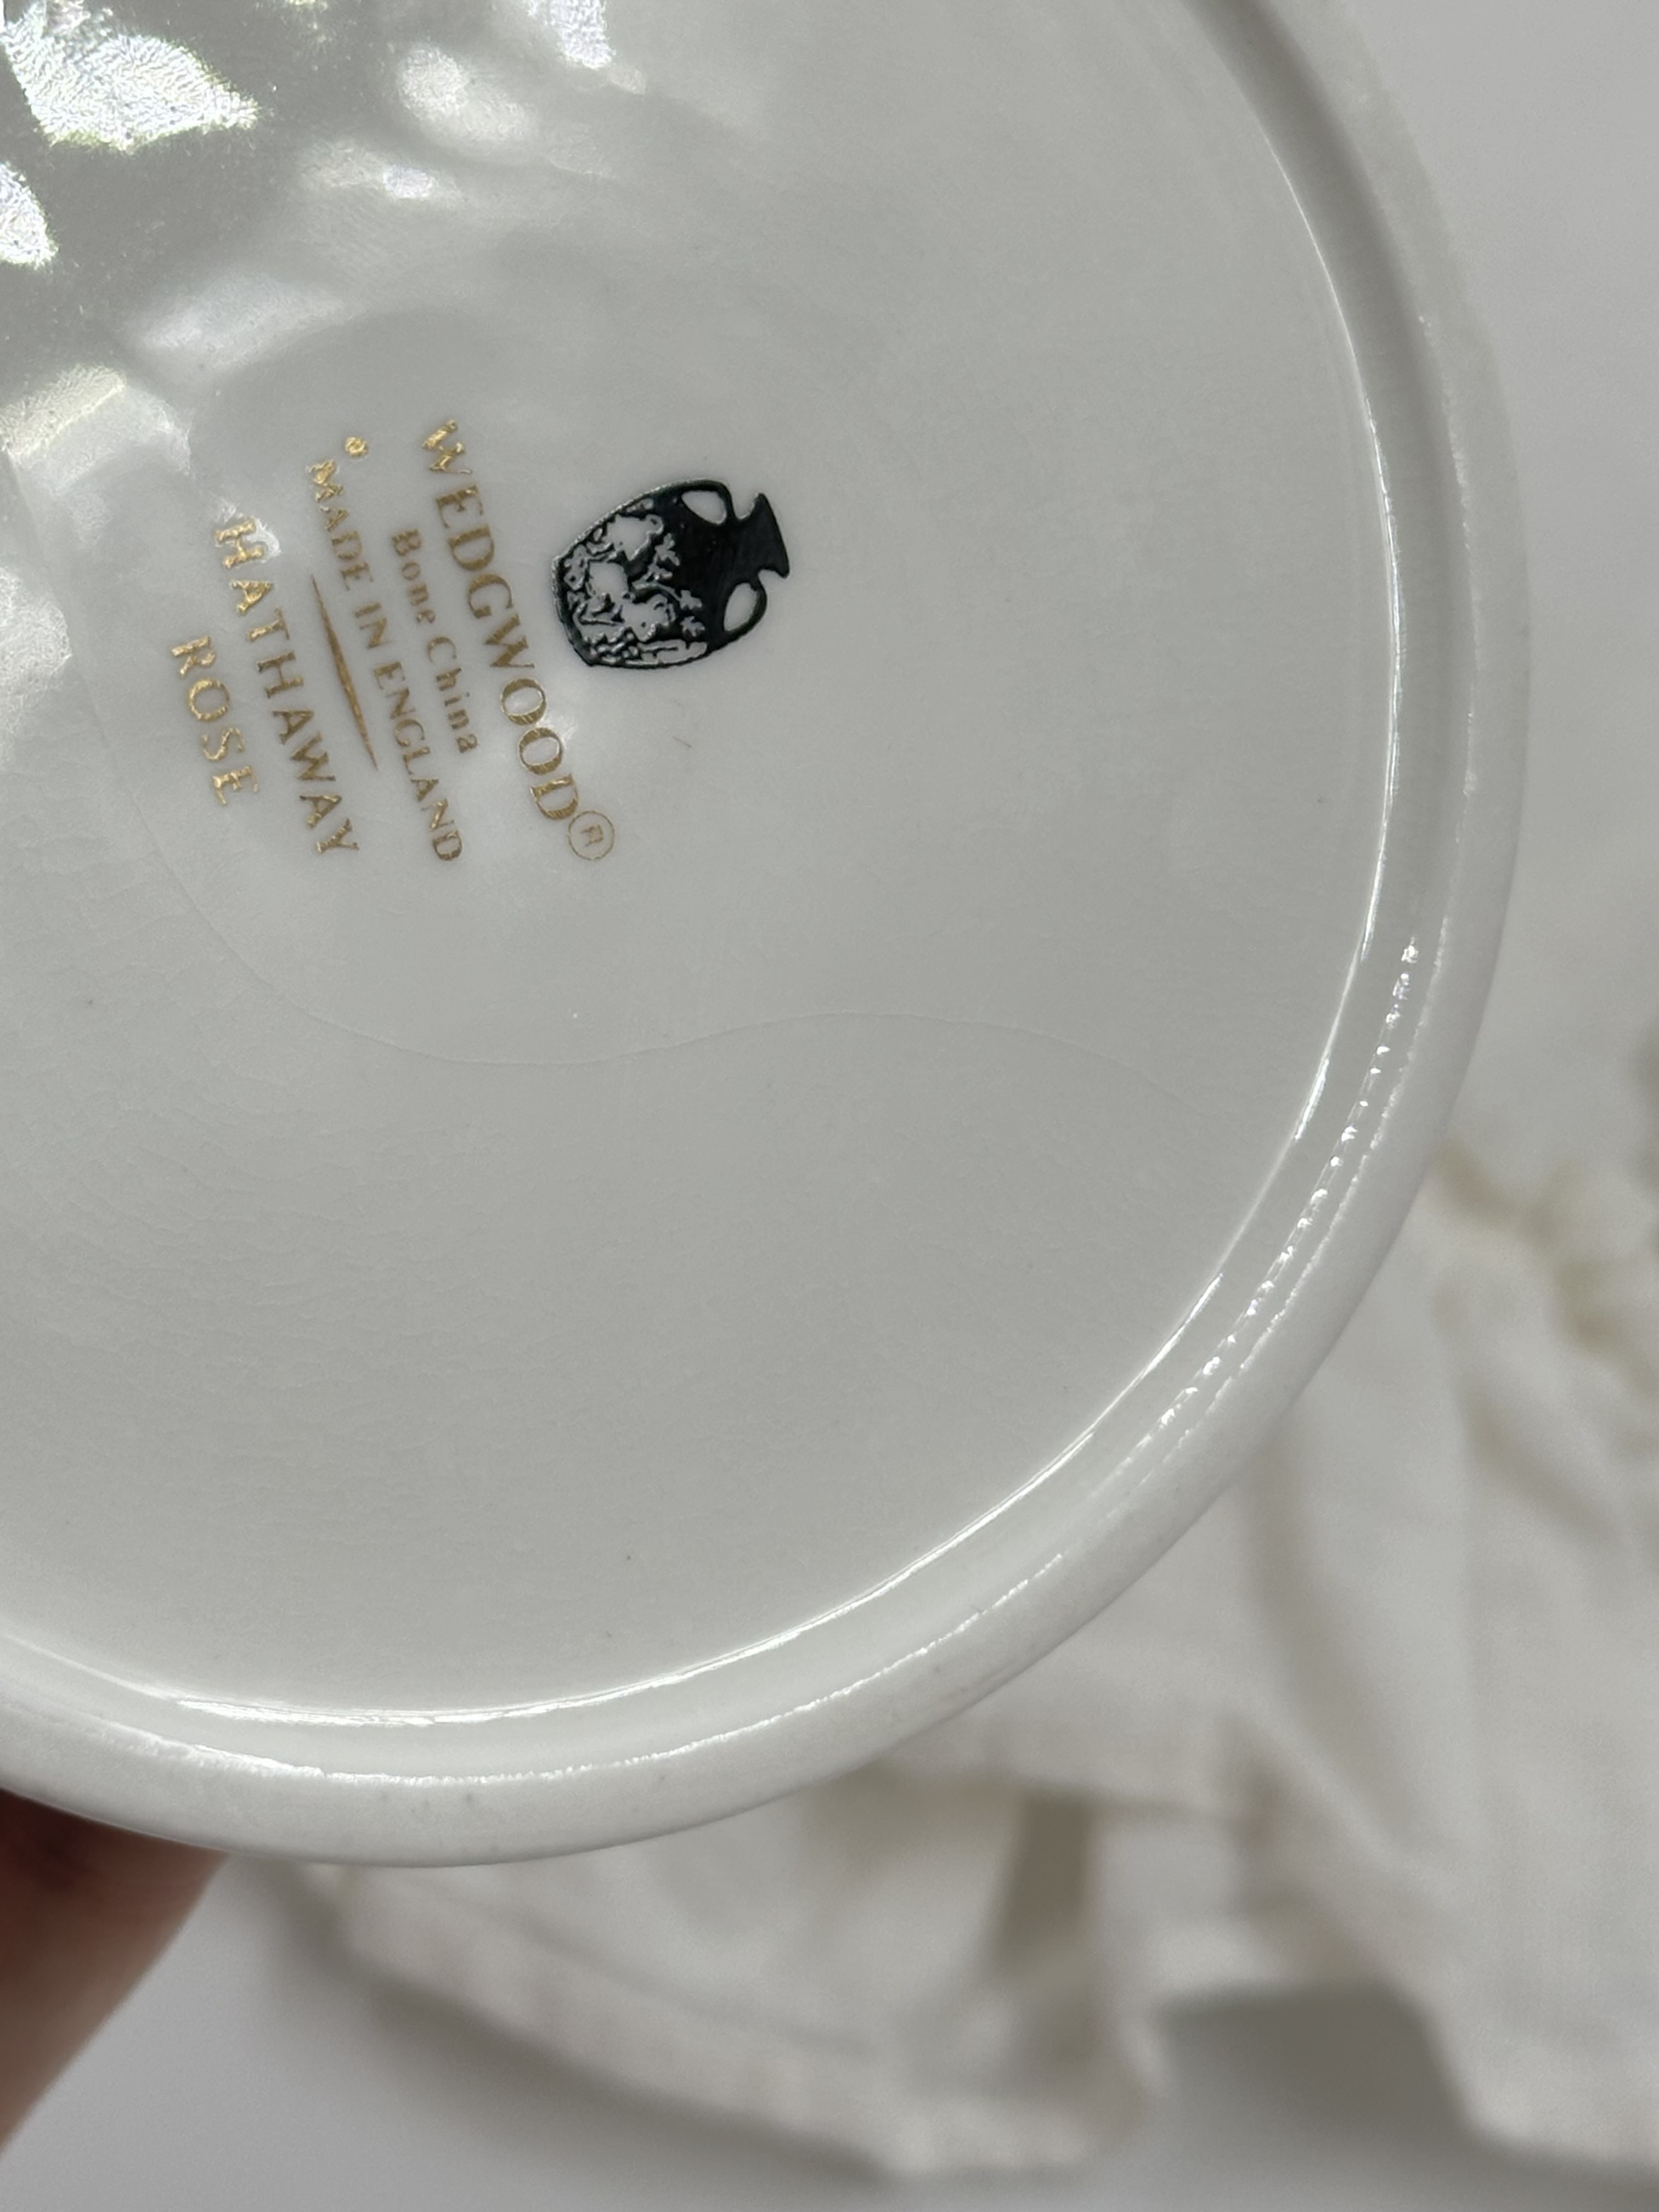 WEDGWOOD®
Bone China
MADE IN ENGLAND
HATHAWAY
ROSE